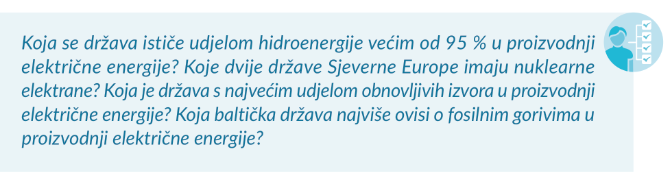 Koja se država ističe udjelom hidroenergije većim od 95 % u proizvodnji
električne energije? Koje dvije države Sjeverne Europe imaju nuklearne
elektrane? Koja je država s najvećim udjelom obnovljivih izvora u proizvodnji
električne energije? Koja baltička država najviše ovisi o fosilnim gorivima u
proizvodnji električne energije?